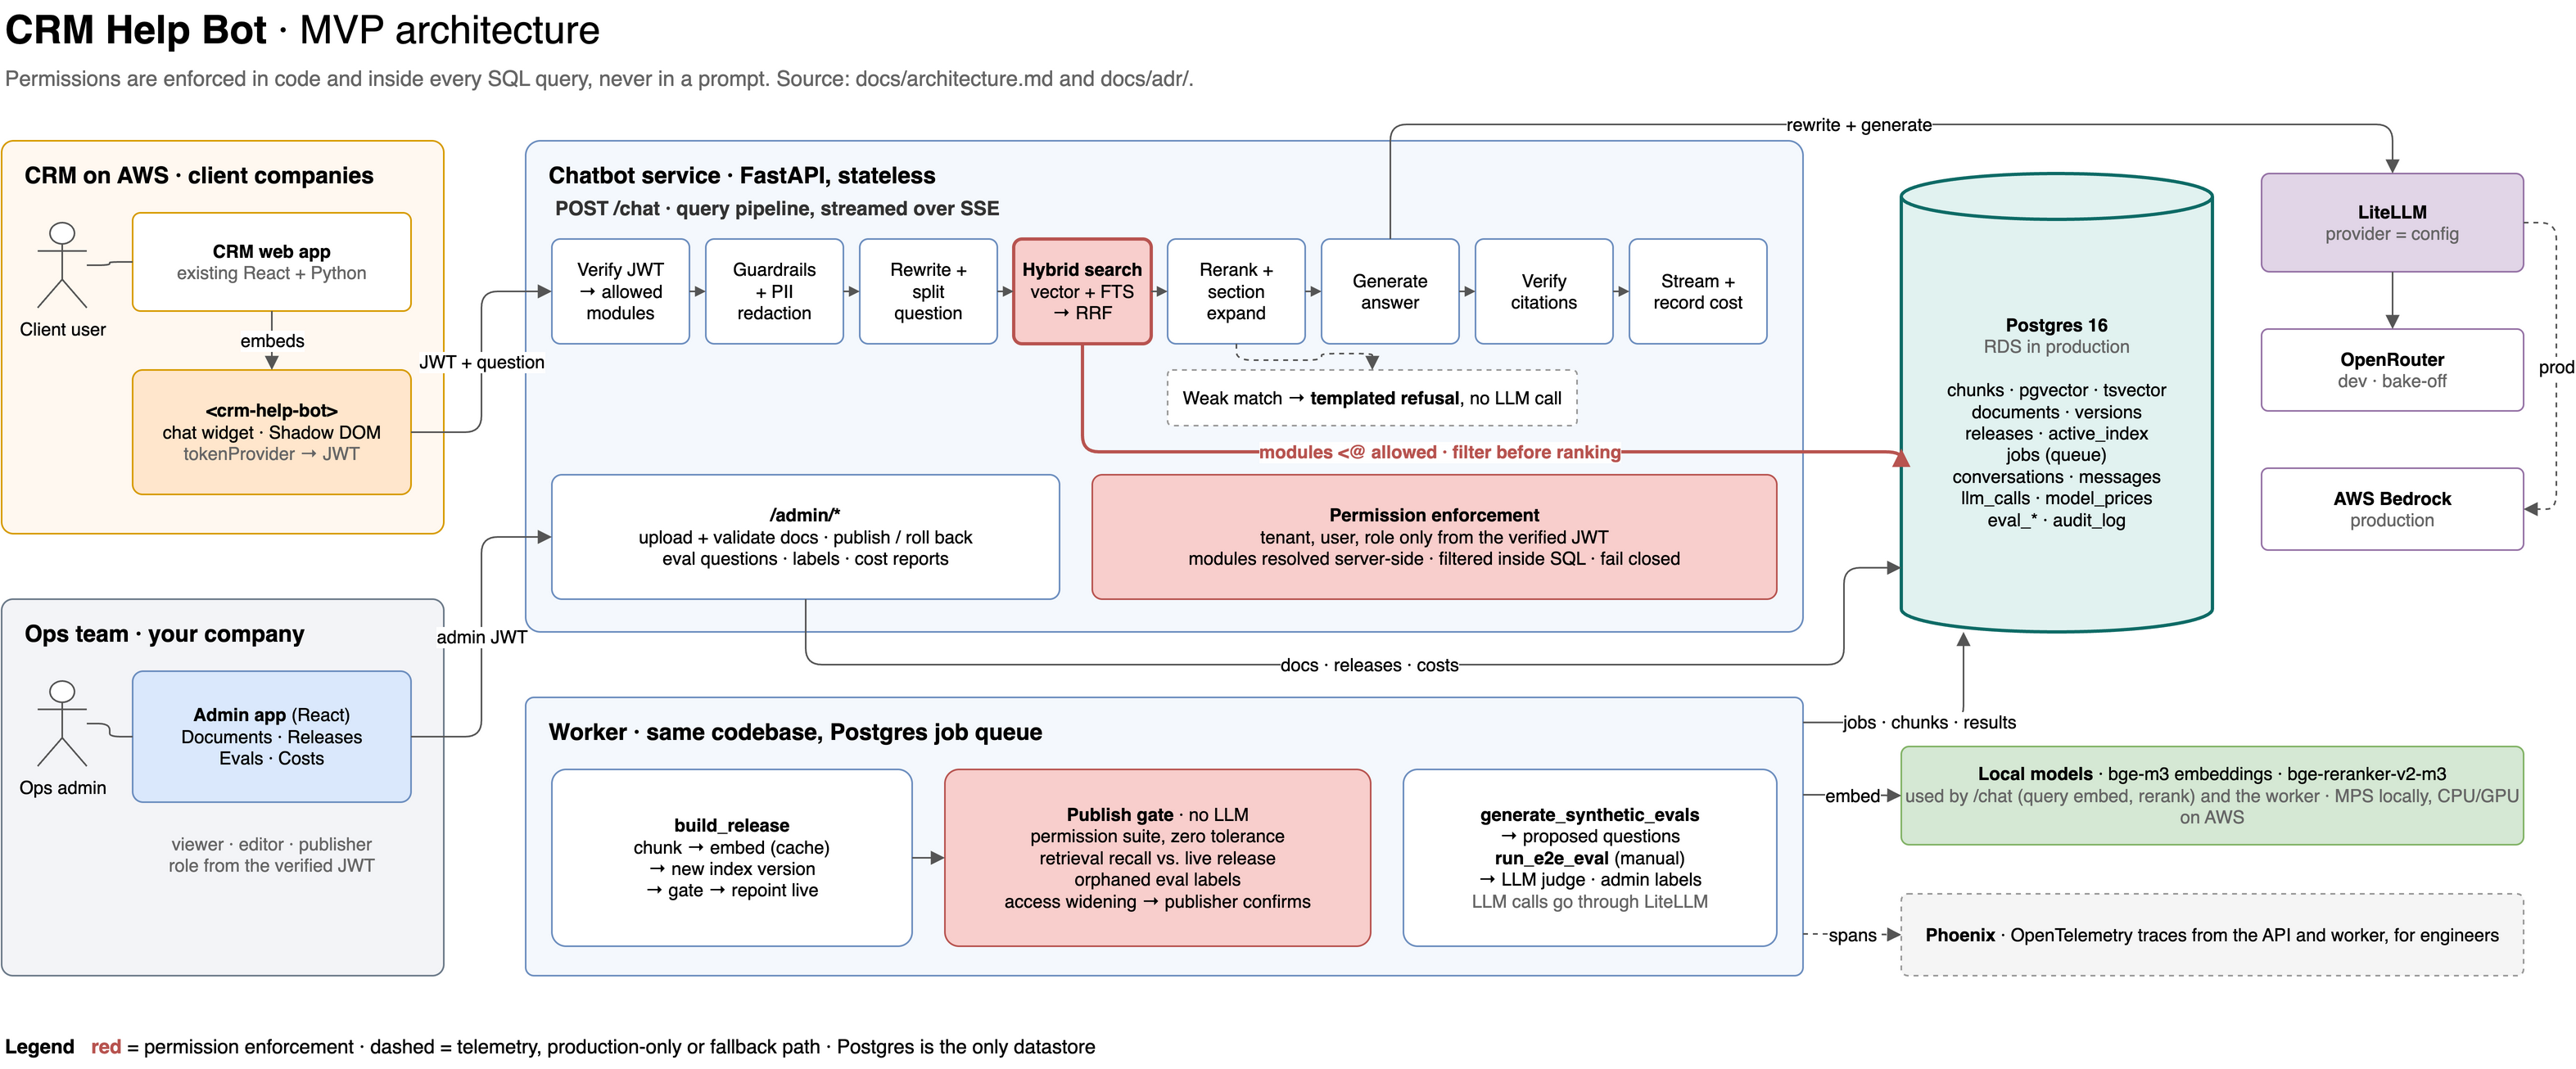 CRM Help Bot · MVP architecture
Permissions are enforced in code and inside every SQL query, never in a prompt. Source: docs/architecture.md and docs/adr/.
rewrite + generate
CRM on AWS · client companies
Client user
CRM web app
existing React + Python
embeds
<crm-help-bot>
chat widget · Shadow DOM
tokenProvider → JWT
JWT + question
Chatbot service · FastAPI, stateless
POST /chat · query pipeline, streamed over SSE
Verify JWT
→ allowed
modules
Guardrails
+ PII
redaction
Rewrite +
split
question
Hybrid search
vector + FTS
→ RRF
Rerank +
section
expand
Generate
answer
Verify
citations
Stream +
record cost
Weak match → templated refusal, no LLM call
modules <@ allowed · filter before ranking
/admin/*
upload + validate docs · publish / roll back
eval questions · labels · cost reports
Permission enforcement
tenant, user, role only from the verified JWT
modules resolved server-side · filtered inside SQL · fail closed
Postgres 16
RDS in production
chunks · pgvector · tsvector
documents · versions
releases · active_index
jobs (queue)
conversations · messages
llm_calls · model_prices
eval_* · audit_log
LiteLLM
provider = config
OpenRouter
dev · bake-off
prod
AWS Bedrock
production
Ops team · your company
Ops admin
Admin app (React)
Documents · Releases
Evals · Costs
viewer · editor · publisher
role from the verified JWT
admin JWT
docs · releases · costs
Worker · same codebase, Postgres job queue
build_release
chunk → embed (cache)
→ new index version
→ gate → repoint live
Publish gate · no LLM
permission suite, zero tolerance
retrieval recall vs. live release
orphaned eval labels
access widening → publisher confirms
generate_synthetic_evals
→ proposed questions
run_e2e_eval (manual)
→ LLM judge · admin labels
LLM calls go through LiteLLM
jobs · chunks · results
embed
Local models · bge-m3 embeddings · bge-reranker-v2-m3
used by /chat (query embed, rerank) and the worker · MPS locally, CPU/GPU
on AWS
spans
Phoenix · OpenTelemetry traces from the API and worker, for engineers
Legend red = permission enforcement · dashed = telemetry, production-only or fallback path · Postgres is the only datastore